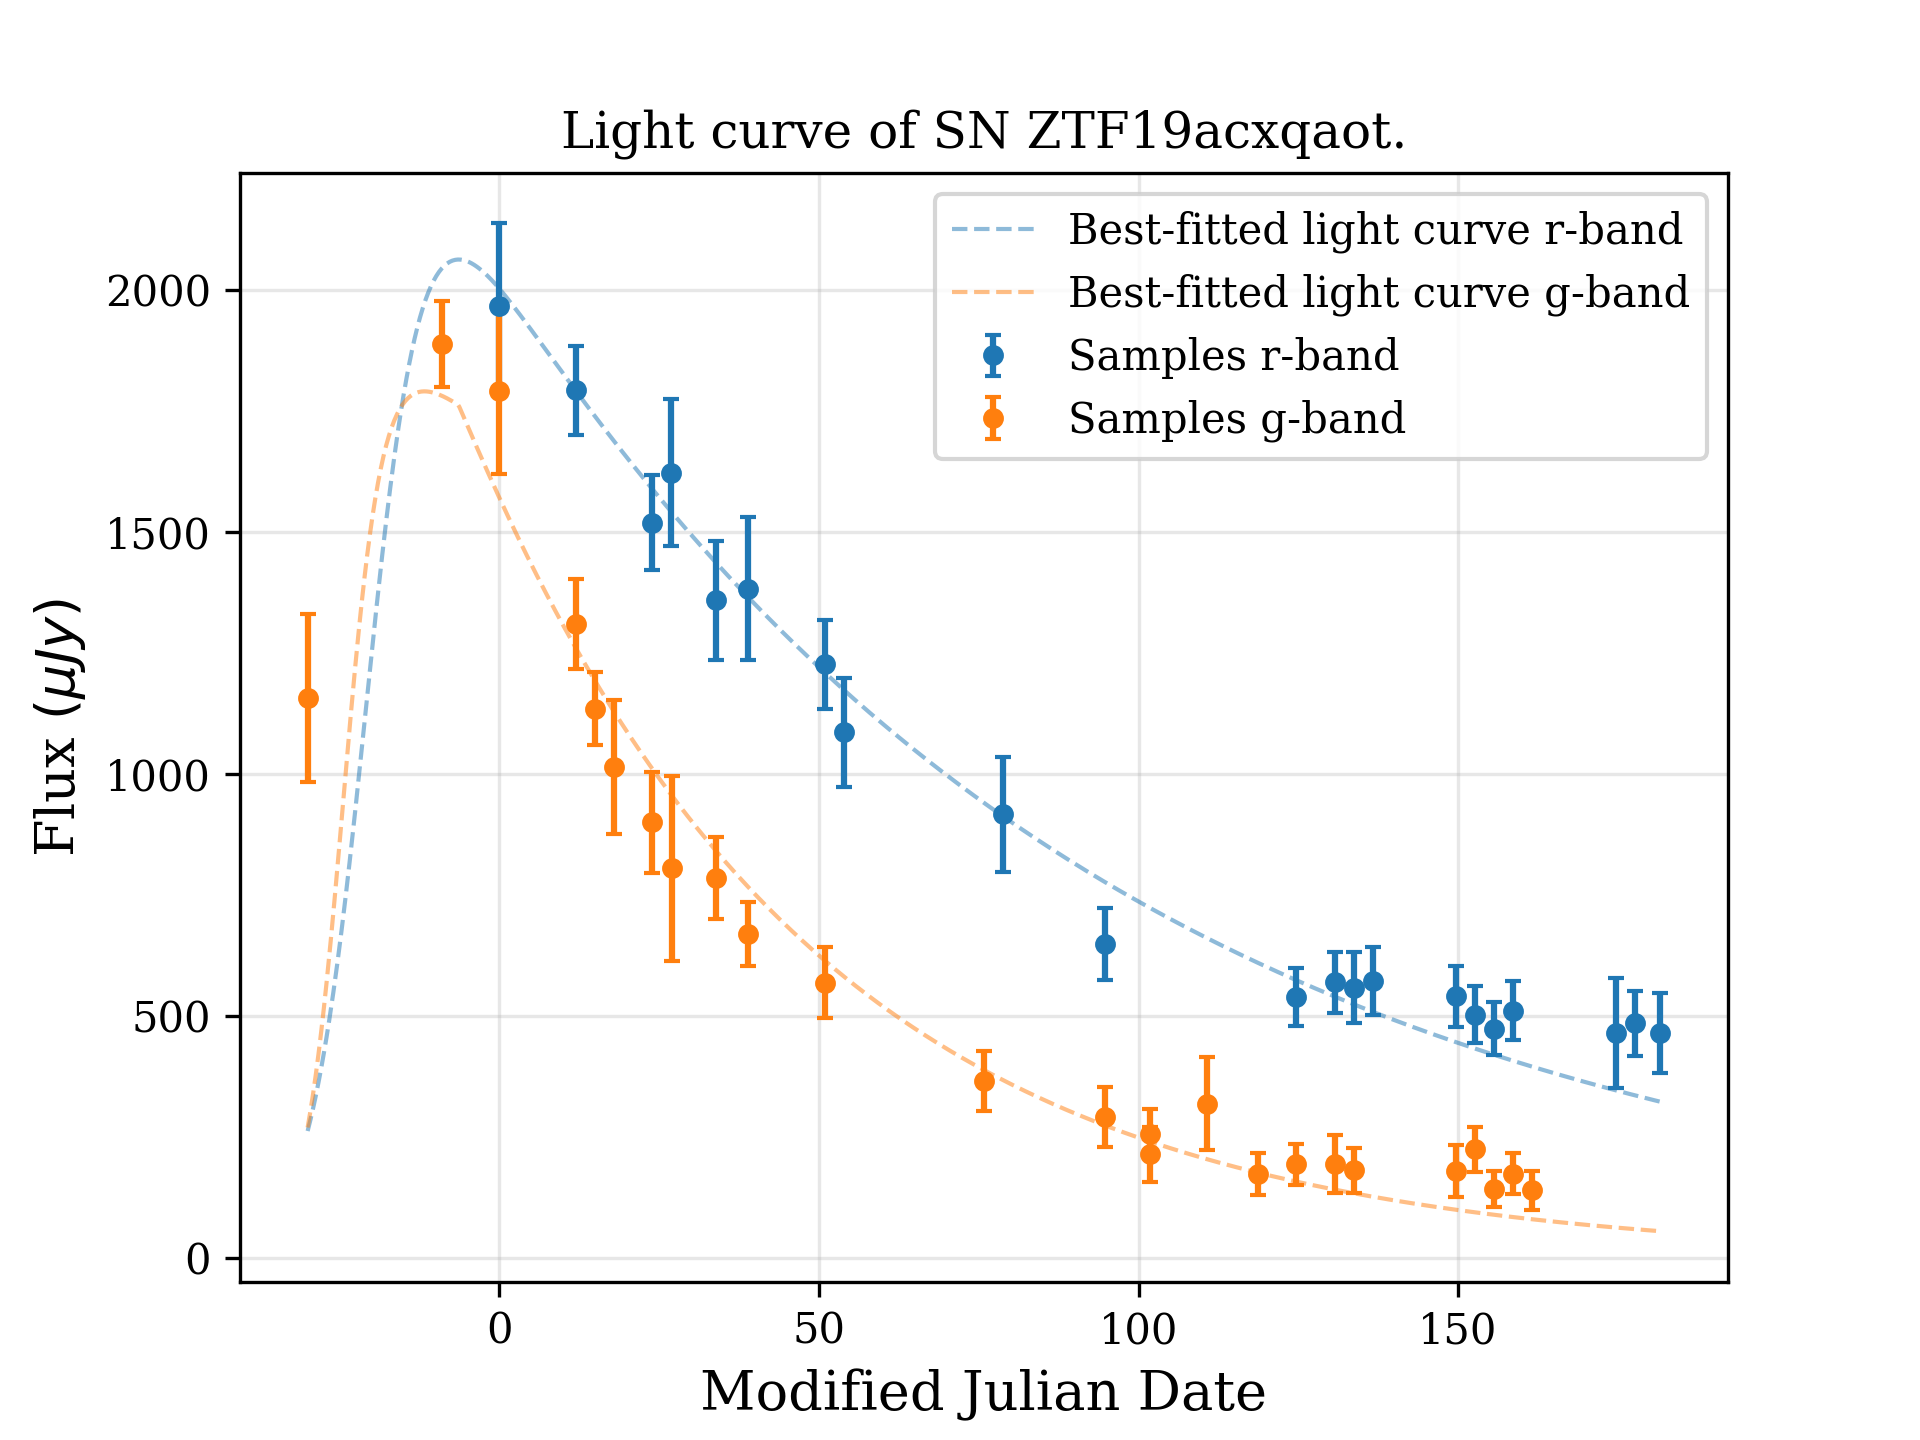 Light curve of SN ZTF19acxqaot.
Best-fitted light curve r-band
Best-fitted light curve g-band
Samples r-band
Samples g-band
Flux (μJy)
2000
1500
1000
500
0
0 50 100 150
Modified Julian Date